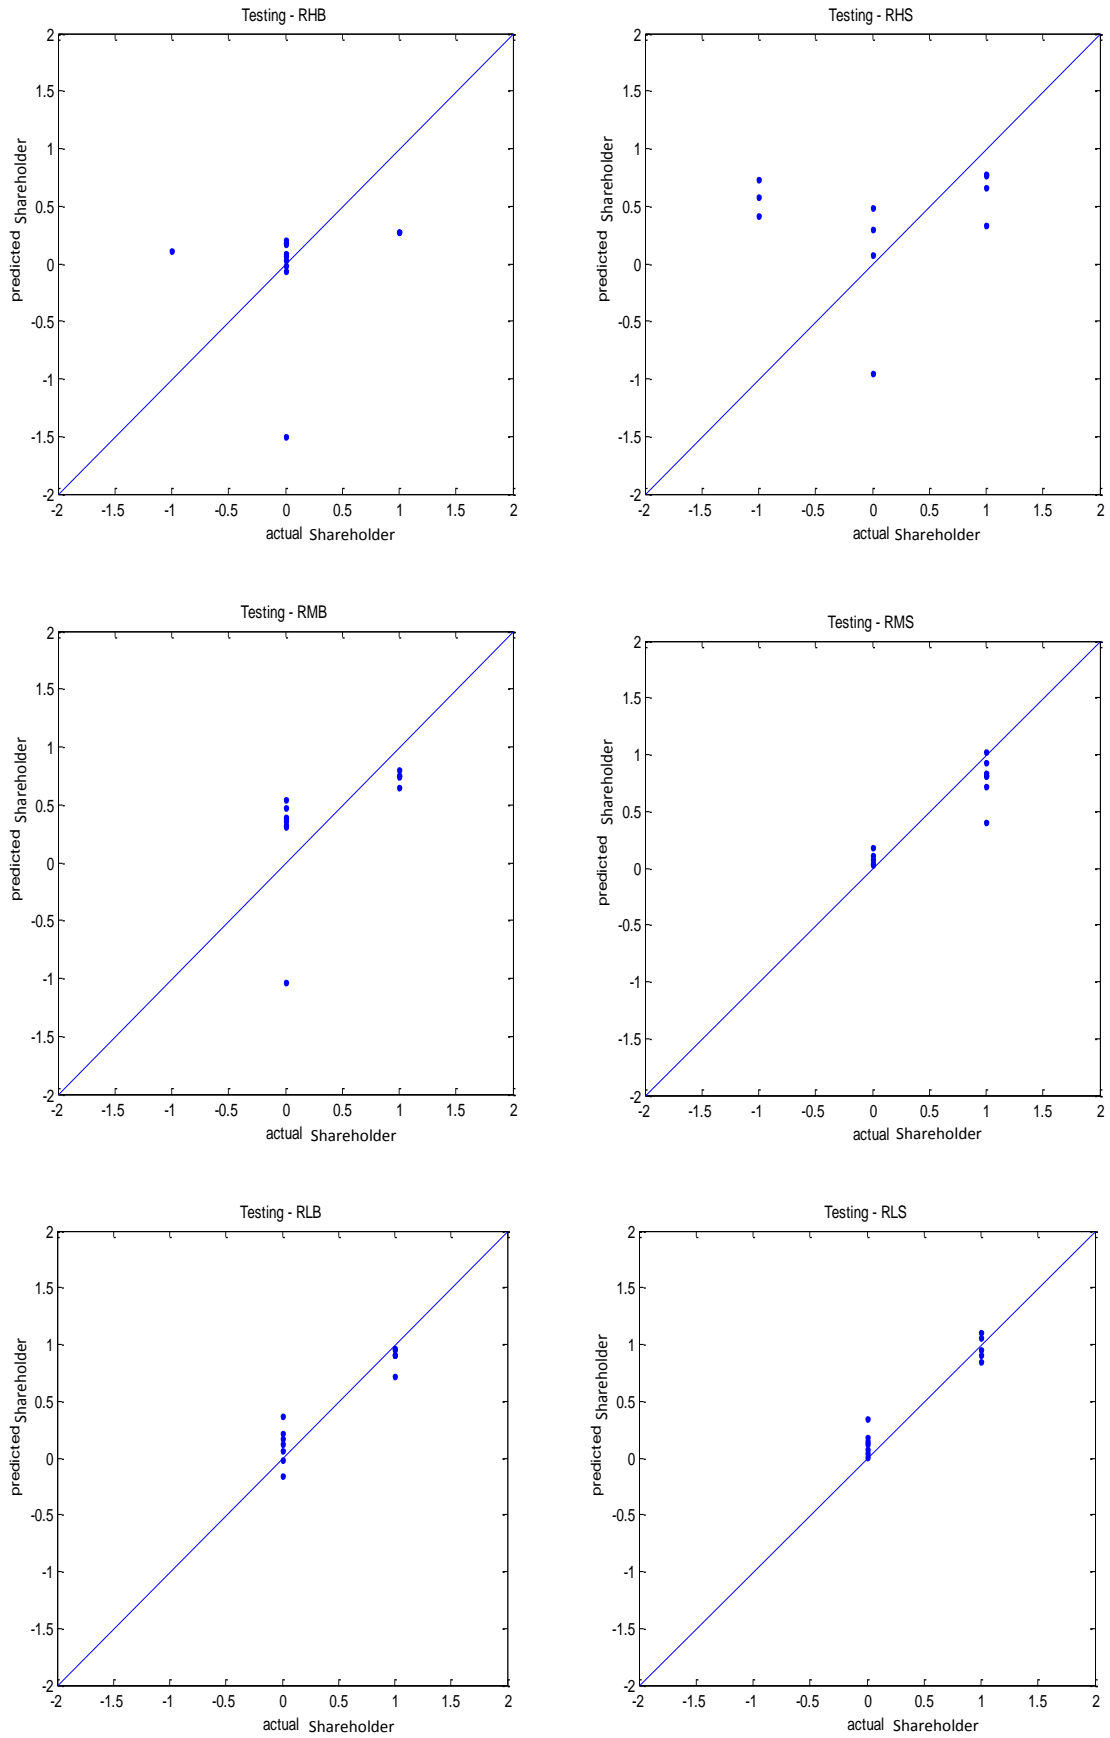 Testing - RHB
2
1.5
1
0.5
0
-0.5
-1
-1.5
-2
-2 -1.5 -1 -0.5 0 0.5 1 1.5 2
predicted Shareholder
actual Shareholder
Testing - RHS
2
1.5
1
0.5
0
-0.5
-1
-1.5
-2
-2 -1.5 -1 -0.5 0 0.5 1 1.5 2
predicted Shareholder
actual Shareholder
Testing - RMB
2
1.5
1
0.5
0
-0.5
-1
-1.5
-2
-2 -1.5 -1 -0.5 0 0.5 1 1.5 2
predicted Shareholder
actual Shareholder
Testing - RMS
2
1.5
1
0.5
0
-0.5
-1
-1.5
-2
-2 -1.5 -1 -0.5 0 0.5 1 1.5 2
predicted Shareholder
actual Shareholder
Testing - RLB
2
1.5
1
0.5
0
-0.5
-1
-1.5
-2
-2 -1.5 -1 -0.5 0 0.5 1 1.5 2
predicted Shareholder
actual Shareholder
Testing - RLS
2
1.5
1
0.5
0
-0.5
-1
-1.5
-2
-2 -1.5 -1 -0.5 0 0.5 1 1.5 2
predicted Shareholder
actual Shareholder